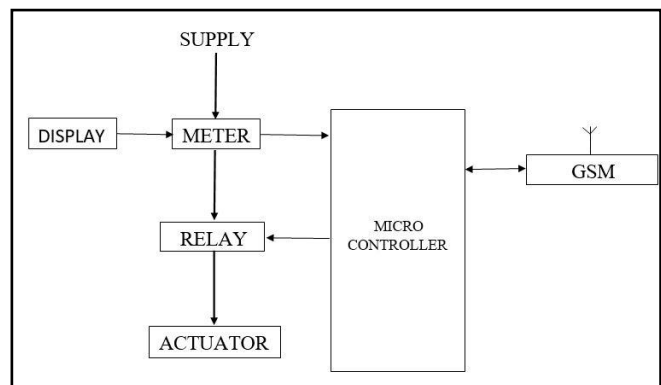 SUPPLY
DISPLAY
METER
GSM
RELAY
MICRO
CONTROLLER
ACTUATOR